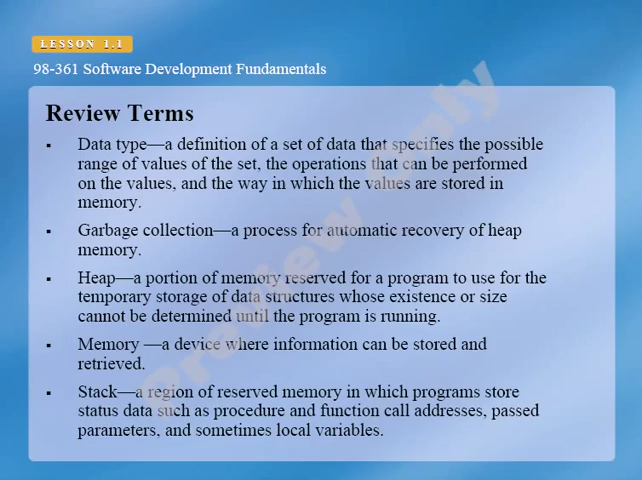 LESSON 1.1
98-361 Software Development Fundamentals
Review Terms
▪ Data type—a definition of a set of data that specifies the possible
range of values of the set, the operations that can be performed
on the values, and the way in which the values are stored in
memory.
▪ Garbage collection—a process for automatic recovery of heap
memory.
▪ Heap—a portion of memory reserved for a program to use for the
temporary storage of data structures whose existence or size
cannot be determined until the program is running.
▪ Memory —a device where information can be stored and
retrieved.
▪ Stack—a region of reserved memory in which programs store
status data such as procedure and function call addresses, passed
parameters, and sometimes local variables.
Preview Only